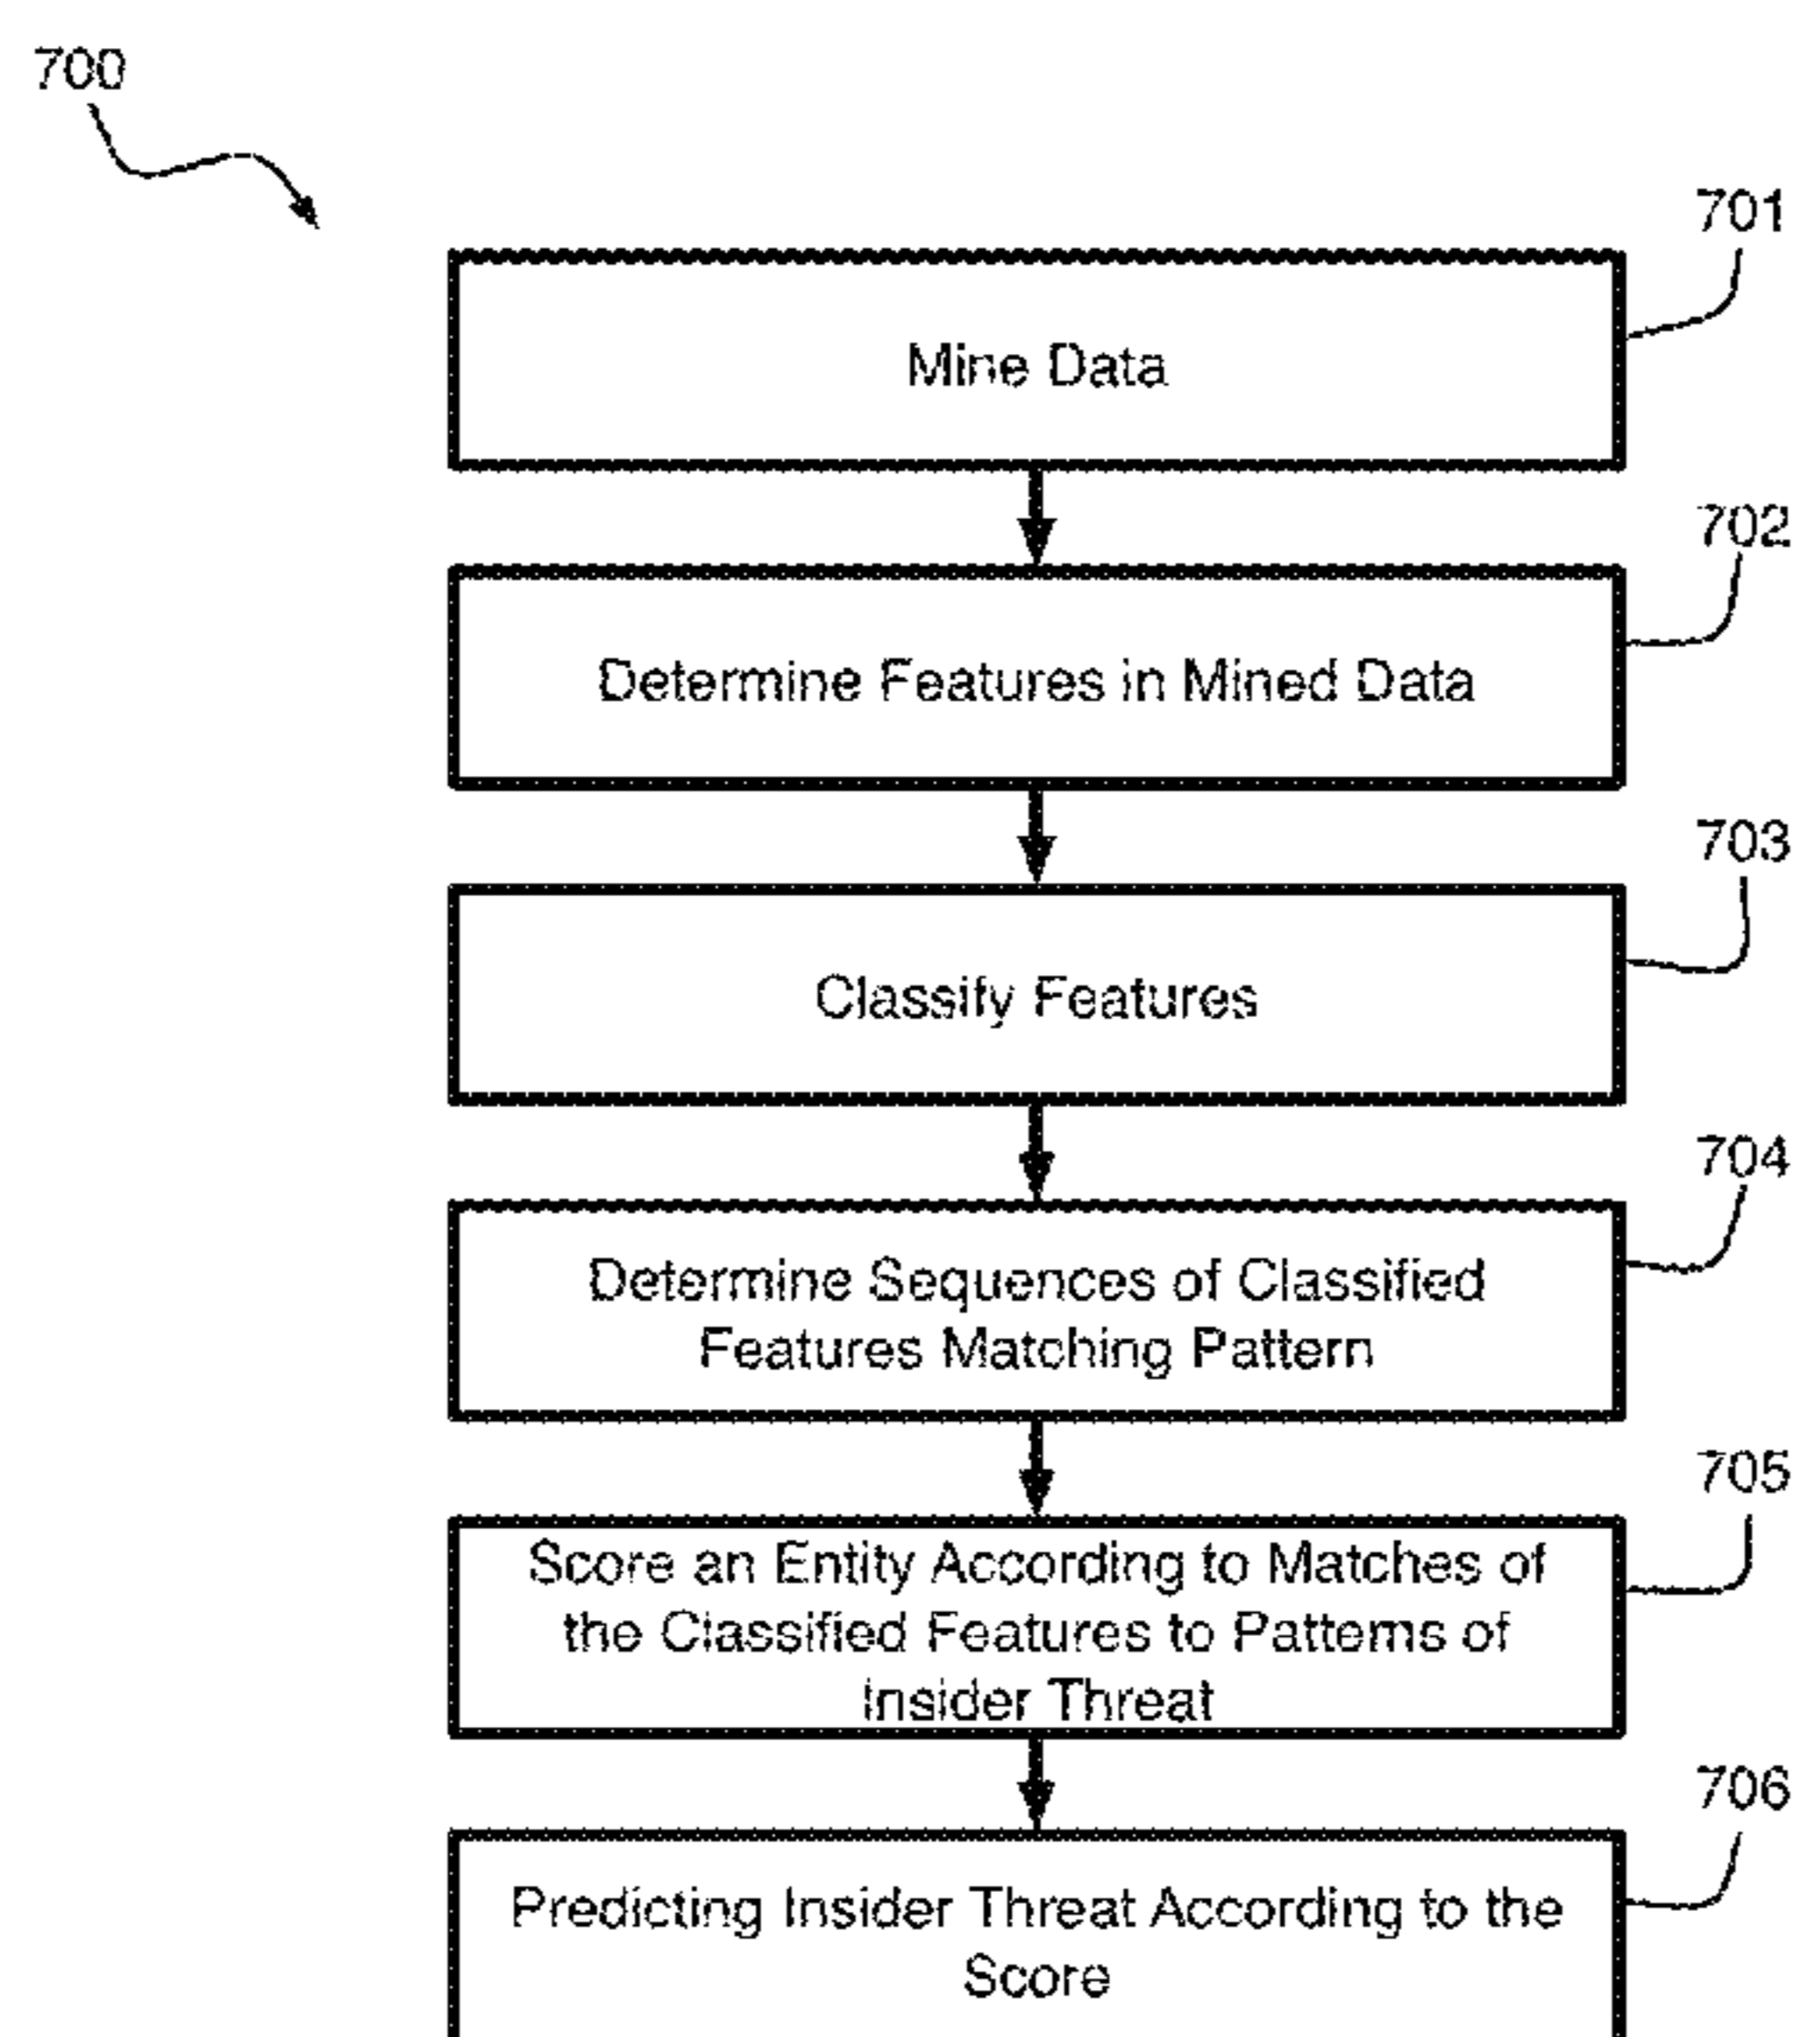 700
701
Mine Data
702
Determine Features in Mined Data
703
Classify Features
704
Determine Sequences of Classified
Features Matching Pattern
705
Score an Entity According to Matches of
the Classified Features to Patterns of
Insider Threat
706
Predicting Insider Threat According to the
Score